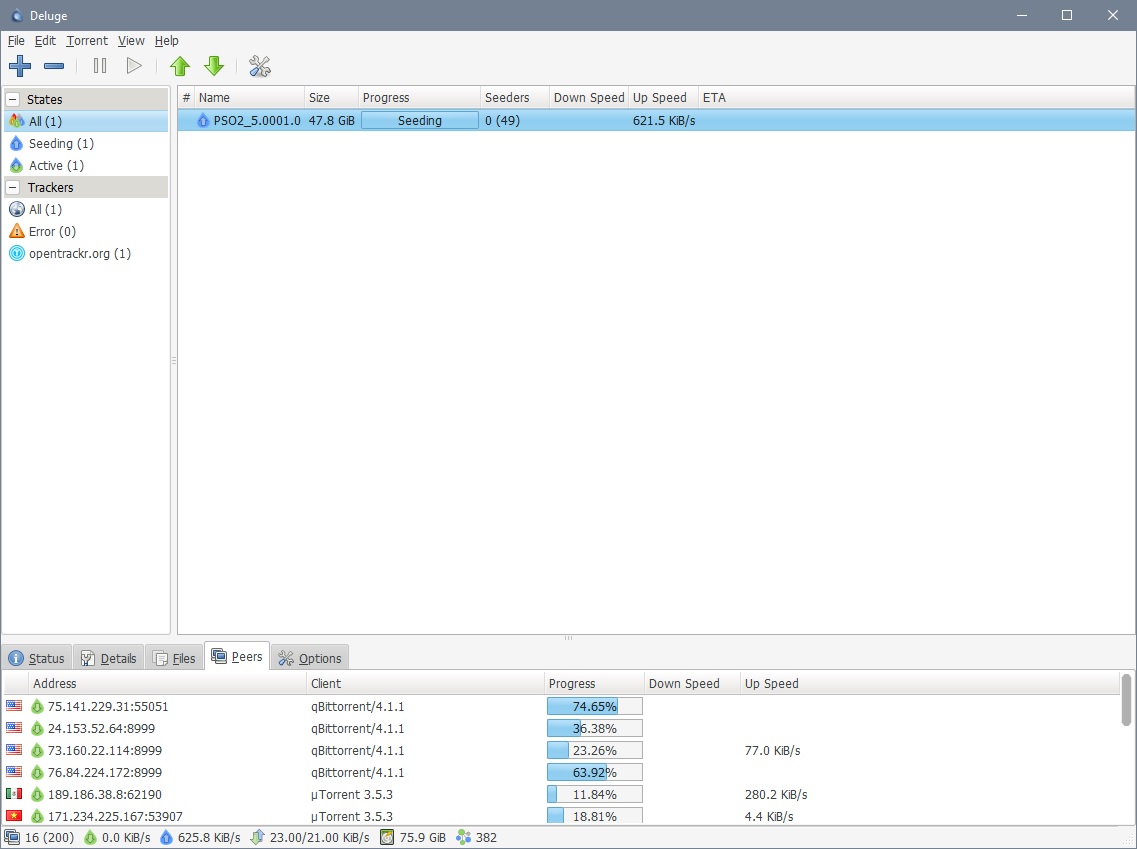 Deluge
File Edit Torrent View Help
States
All (1)
Seeding (1)
Active (1)
Trackers
All (1)
Error (0)
opentrackr.org (1)
# Name Size Progress Seeders Down Speed Up Speed ETA
PSO2_5.0001.0 47.8 GiB Seeding 0 (49) 621.5 KiB/s
Status Details Files Peers Options
Address Client Progress Down Speed Up Speed
75.141.229.31:55051 qBittorrent/4.1.1 74.65%
24.153.52.64:8999 qBittorrent/4.1.1 36.38%
73.160.22.114:8999 qBittorrent/4.1.1 23.26% 77.0 KiB/s
76.84.224.172:8999 qBittorrent/4.1.1 63.92%
189.186.38.8:62190 µTorrent 3.5.3 11.84% 280.2 KiB/s
171.234.225.167:53907 µTorrent 3.5.3 18.81% 4.4 KiB/s
16 (200) 0.0 KiB/s 625.8 KiB/s 23.00/21.00 KiB/s 75.9 GiB 382